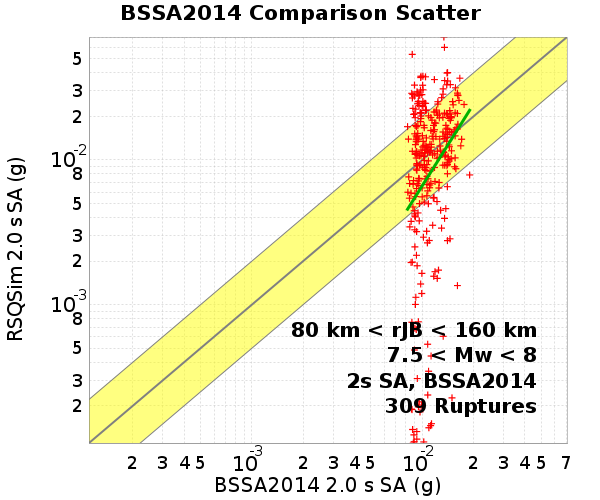 BSSA2014 Comparison Scatter
RSQSim 2.0 s SA (g)
5
3
2
10-2
8
5
3
2
10-3
8
5
3
2
80 km < rJB < 160 km
7.5 < Mw < 8
2s SA, BSSA2014
309 Ruptures
2 3 4 5 10-3 2 3 4 5 10-2 2 3 4 5 7
BSSA2014 2.0 s SA (g)